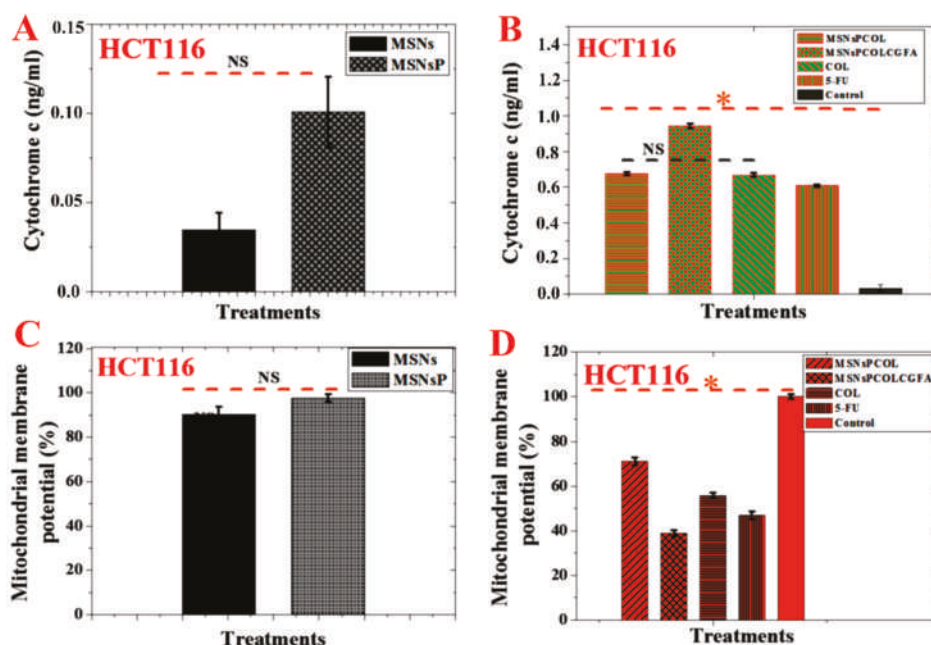 A
HCT116
NS
MSNs
MSNsP
0.15
0.10
0.05
0.0
Cytochrome c (ng/ml)
Treatments
B
HCT116
*
NS
MSNsPCOL
MSNsPCOLCGFA
COL
5-FU
Control
1.4
1.2
1.0
0.8
0.6
0.4
0.2
0.0
Cytochrome c (ng/ml)
Treatments
C
HCT116
NS
MSNs
MSNsP
120
100
80
60
40
20
0
Mitochondrial membrane
potential (%)
Treatments
D
HCT116
*
MSNsPCOL
MSNsPCOLCGFA
COL
5-FU
Control
120
100
80
60
40
20
0
Mitochondrial membrane
potential (%)
Treatments